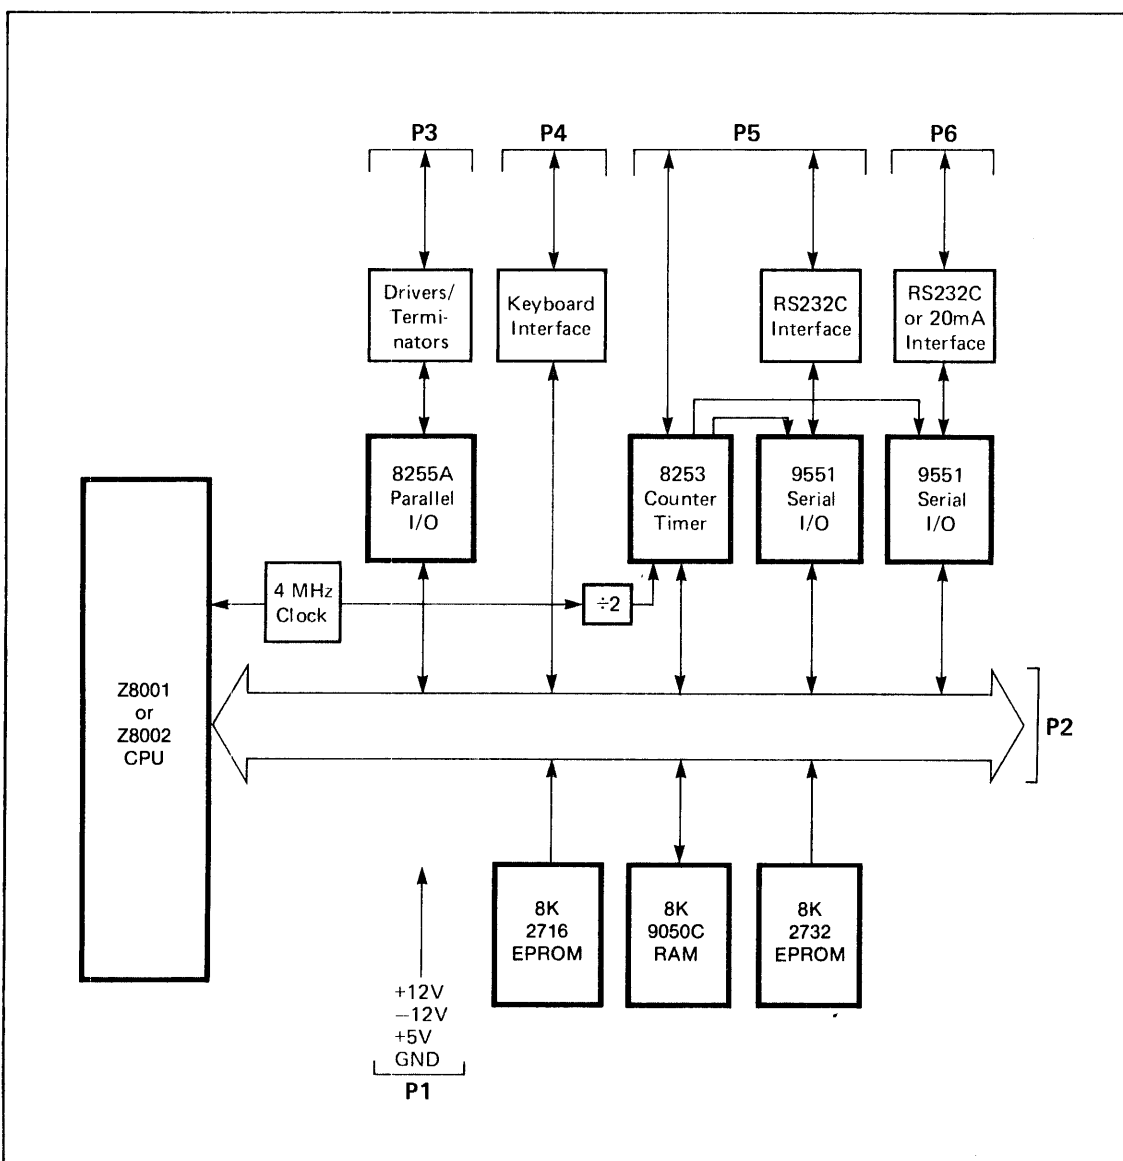 P3
P4
P5
P6
Drivers/
Termi-
nators
Keyboard
Interface
RS232C
Interface
RS232C
or 20mA
Interface
8255A
Parallel
I/O
8253
Counter
Timer
9551
Serial
I/O
9551
Serial
I/O
4 MHz
Clock
÷2
Z8001
or
Z8002
CPU
P2
8K
2716
EPROM
8K
9050C
RAM
8K
2732
EPROM
+12V
−12V
+5V
GND
P1